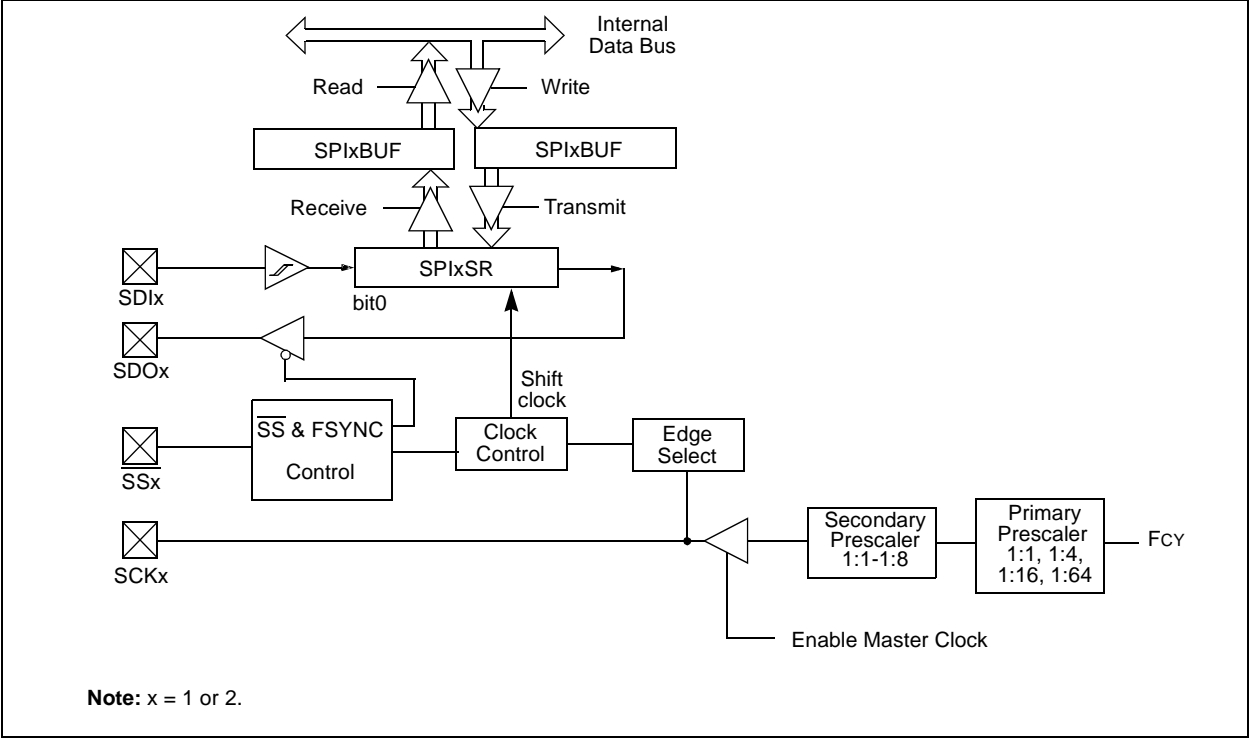 Internal
Data Bus
Read
Write
SPIxBUF
SPIxBUF
Receive
Transmit
SDIx
SPIxSR
bit0
SDOx
Shift
clock
SS & FSYNC
Control
Clock
Control
Edge
Select
SSx
Secondary
Prescaler
1:1-1:8
Primary
Prescaler
1:1, 1:4,
1:16, 1:64
FCY
SCKx
Enable Master Clock
Note: x = 1 or 2.